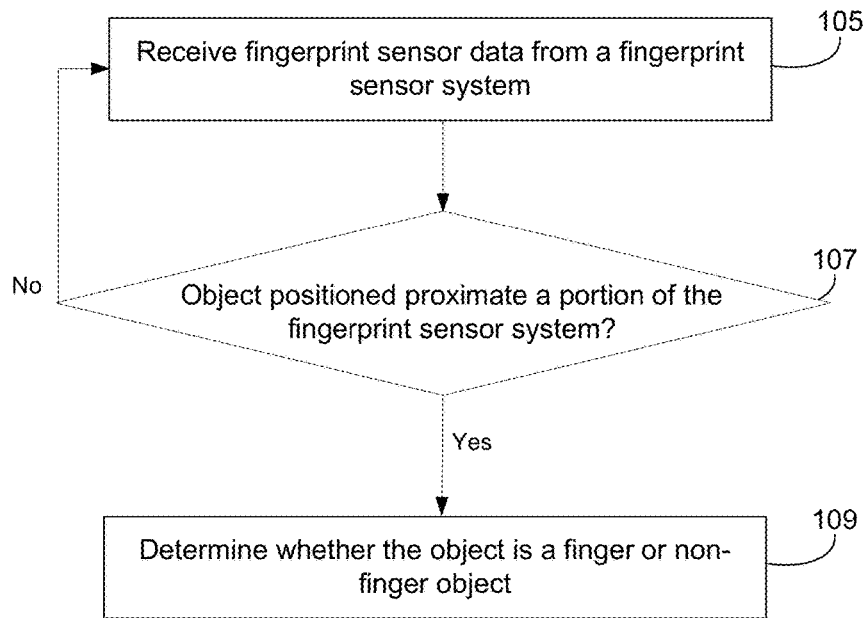 105
Receive fingerprint sensor data from a fingerprint
sensor system
107
No
Object positioned proximate a portion of the
fingerprint sensor system?
Yes
109
Determine whether the object is a finger or non-
finger object